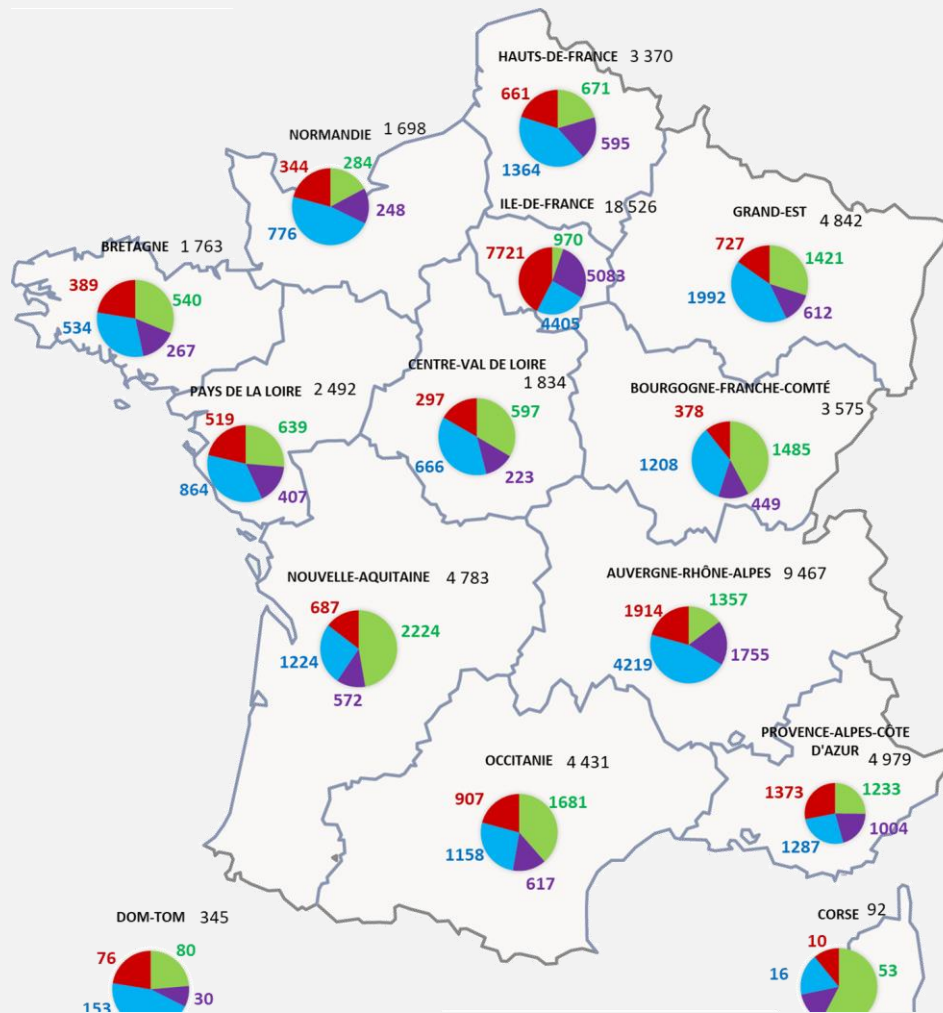 HAUTS-DE-FRANCE 3 370
661 671
595
1364
NORMANDIE 1 698
344 284
248
776
ILE-DE-FRANCE 18 526
7721 970
5083
4405
GRAND-EST
4 842
727 1421
1992
612
BRETAGNE 1 763
389
540
534
267
CENTRE-VAL DE LOIRE
1 834
297 597
666 223
PAYS DE LA LOIRE 2 492
519 639
864 407
BOURGOGNE-FRANCHE-COMTÉ
378 3 575
1485
1208
449
NOUVELLE-AQUITAINE 4 783
687
2224
1224
572
AUVERGNE-RHÔNE-ALPES 9 467
1914 1357
1755
4219
PROVENCE-ALPES-CÔTE
D'AZUR 4 979
1373 1233
1004
1287
OCCITANIE 4 431
907 1681
1158
617
DOM-TOM 345
76 80
30
153
CORSE 92
10
16 53